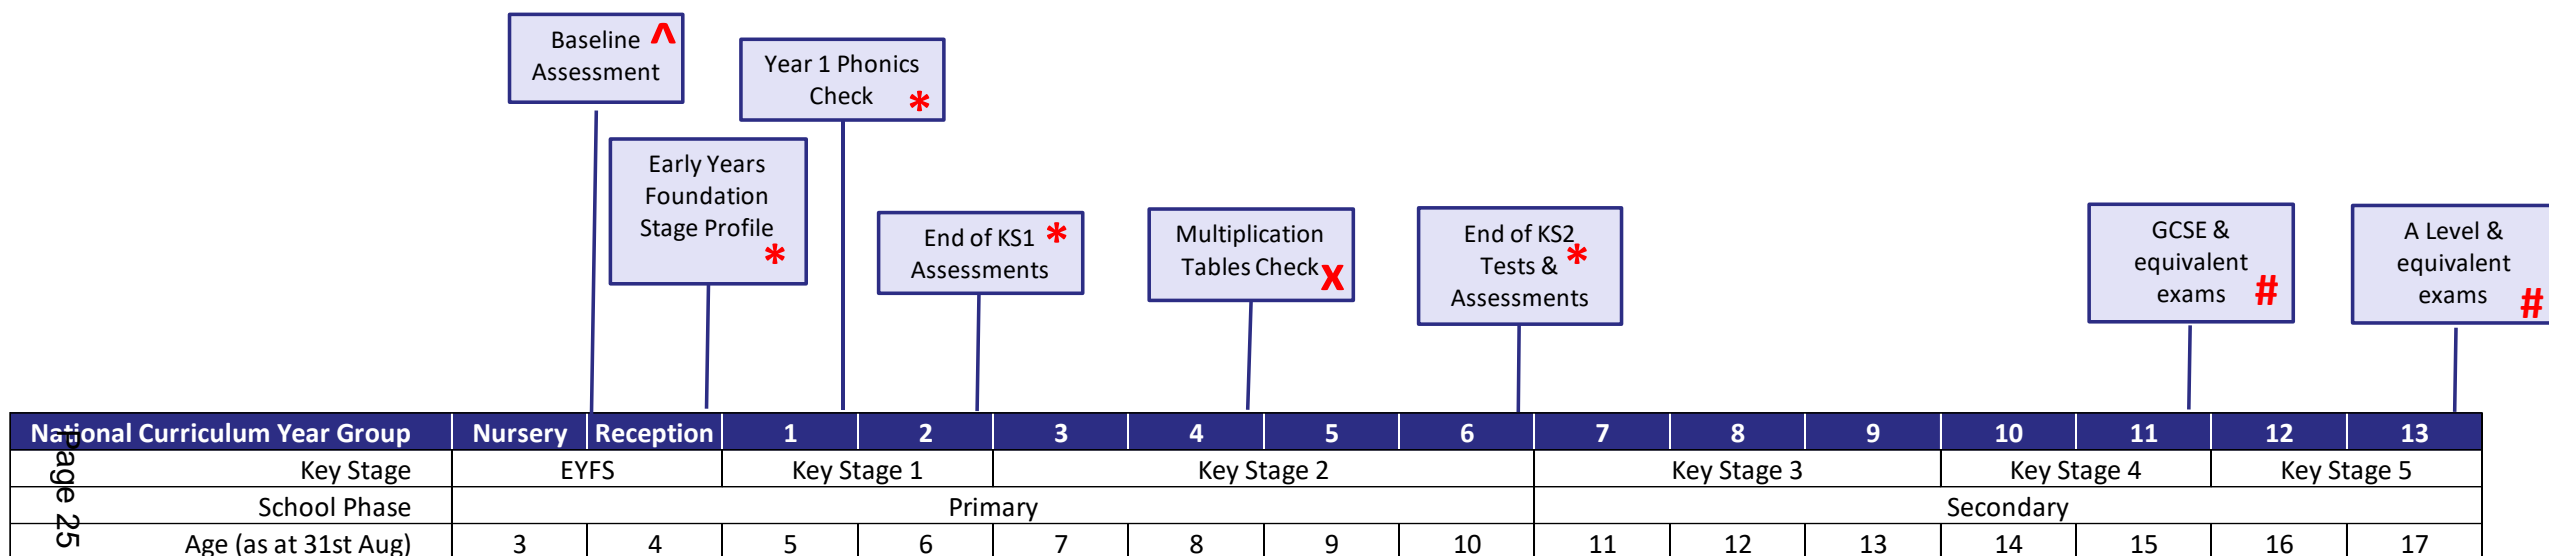 Baseline ^
Assessment
Year 1 Phonics
Check *
Early Years
Foundation
Stage Profile
*
End of KS1 *
Assessments
Multiplication
Tables Check X
End of KS2
Tests & *
Assessments
GCSE &
equivalent
exams #
A Level &
equivalent
exams #
National Curriculum Year Group Nursery Reception 1 2 3 4 5 6 7 8 9 10 11 12 13
Key Stage EYFS Key Stage 1 Key Stage 2 Key Stage 3 Key Stage 4 Key Stage 5
School Phase Primary Secondary
Age (as at 31st Aug) 3 4 5 6 7 8 9 10 11 12 13 14 15 16 17
Page 25